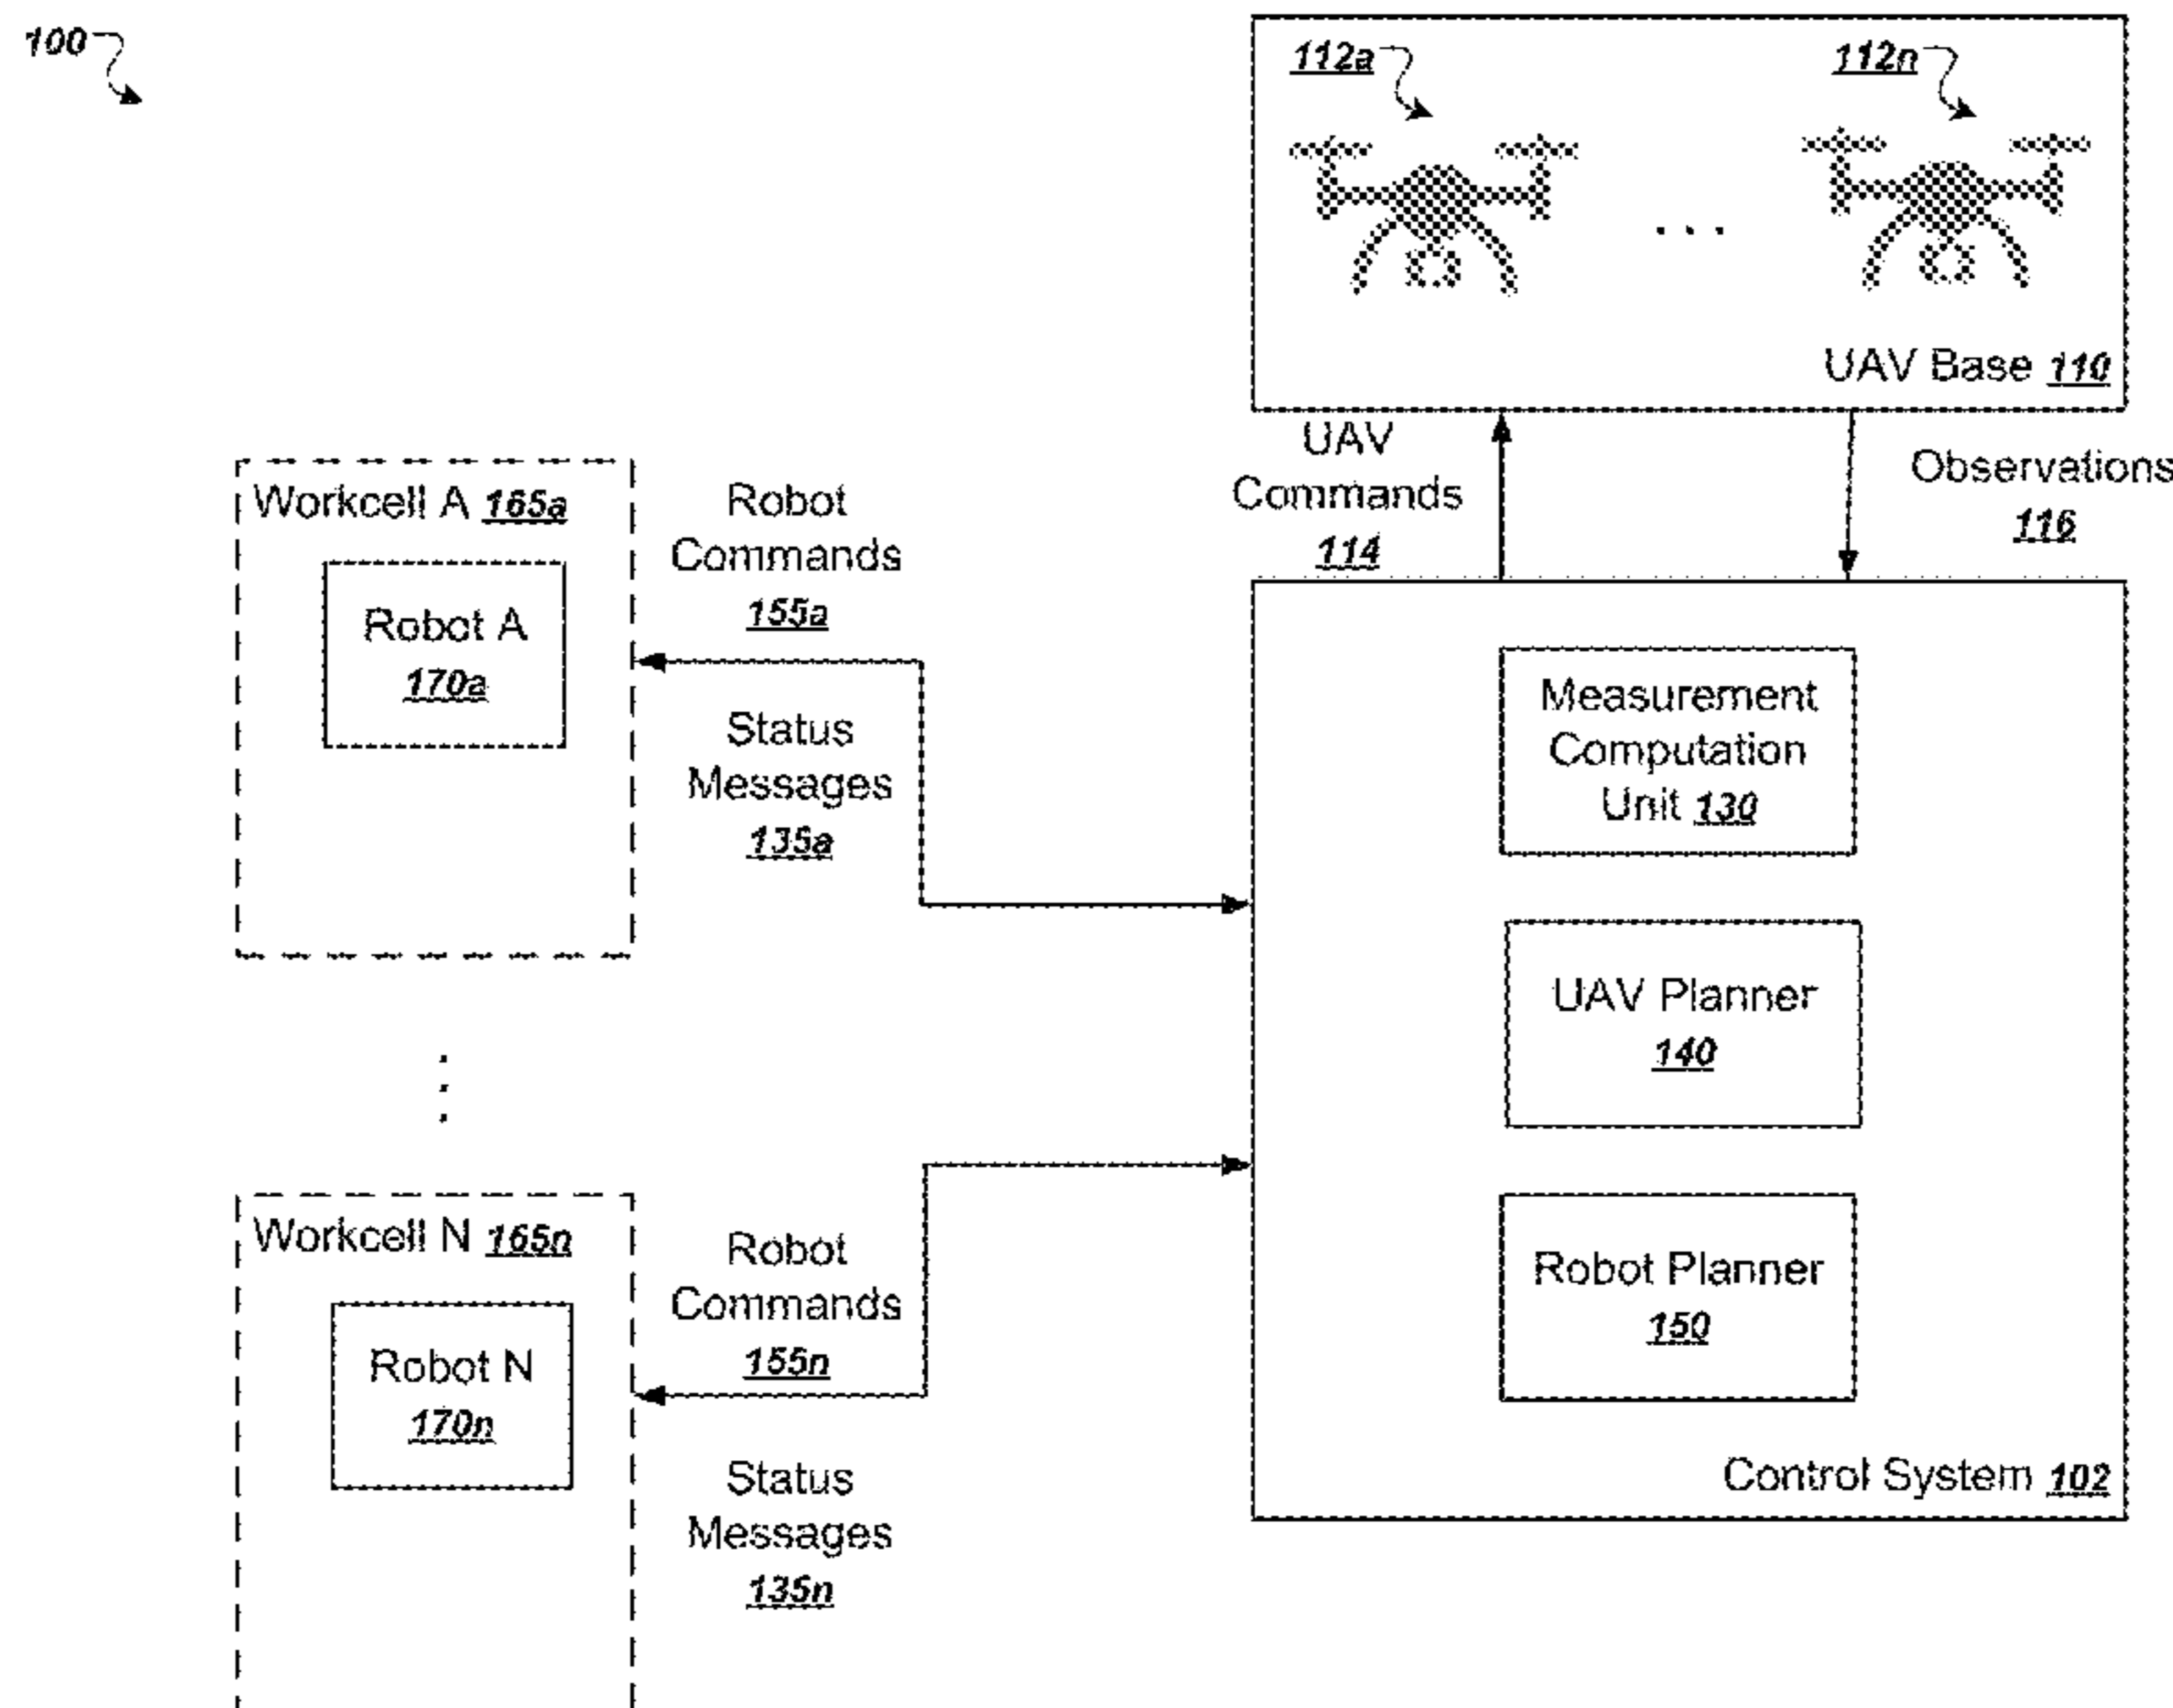 100
112a
112n
...
UAV Base 110
UAV
Commands
114
Observations
116
Workcell A 165a
Robot A
170a
Robot
Commands
155a
Status
Messages
135a
Measurement
Computation
Unit 130
UAV Planner
140
Robot Planner
150
Control System 102
Workcell N 165n
Robot N
170n
Robot
Commands
155n
Status
Messages
135n